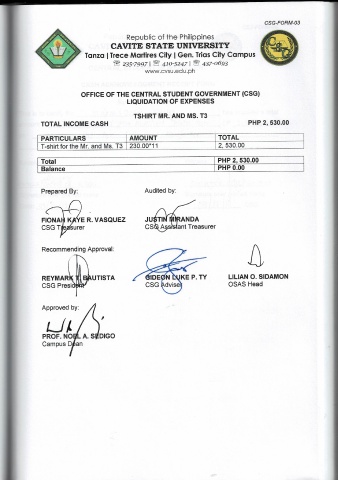 CSG-FORM-03
Republic of the Philippines
CAVITE STATE UNIVERSITY
Tanza | Trece Martires City | Gen. Trias City Campus
☏ 235-7997 | ☏ 410-5247 | ☏ 437-0693
www.cvsu.edu.ph
OFFICE OF THE CENTRAL STUDENT GOVERNMENT (CSG)
LIQUIDATION OF EXPENSES
TSHIRT MR. AND MS. T3
TOTAL INCOME CASH PHP 2, 530.00
PARTICULARS AMOUNT TOTAL
T-shirt for the Mr. and Ms. T3 230.00*11 2, 530.00
Total PHP 2, 530.00
Balance PHP 0.00
Prepared By: Audited by:
FIONAH KAYE R. VASQUEZ JUSTIN MIRANDA
CSG Treasurer CSG Assistant Treasurer
Recommending Approval:
REYMARK T. BAUTISTA GIDEON LUKE P. TY LILIAN O. SIDAMON
CSG President CSG Adviser OSAS Head
Approved by:
PROF. NOEL A. SEDIGO
Campus Dean